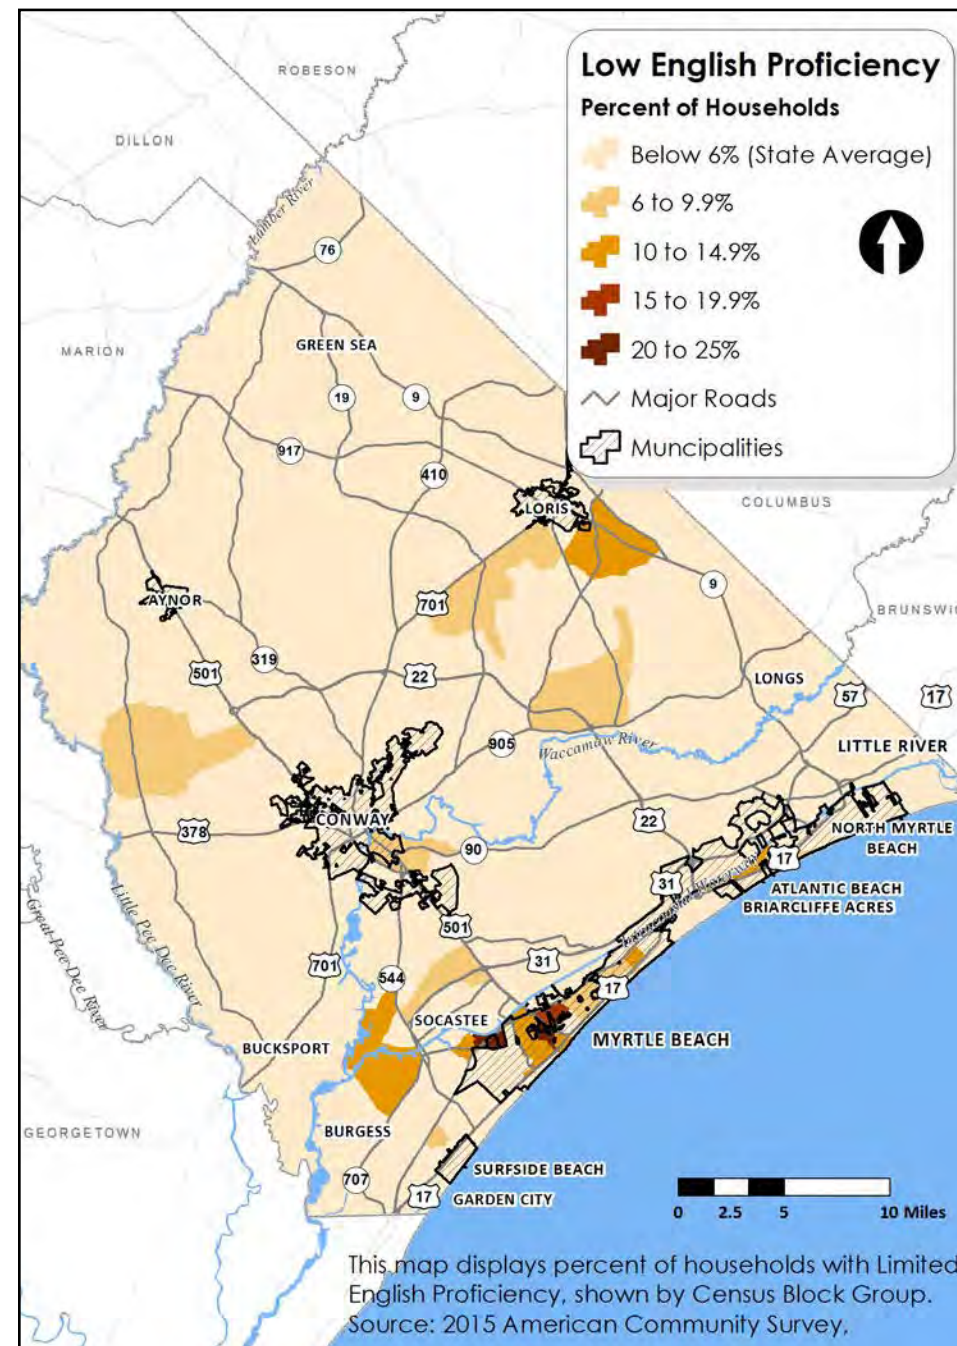 Low English Proficiency
Percent of Households
Below 6% (State Average)
6 to 9.9%
10 to 14.9%
15 to 19.9%
20 to 25%
Major Roads
Muncipalities
ROBESON
DILLON
Lumber River
76
MARION
GREEN SEA
19
9
917
410
COLUMBUS
LORIS
9
AYNOR
701
BRUNSWIC
319
501
22
LONGS
57
17
905
Waccamaw River
LITTLE RIVER
CONWAY
378
90
22
NORTH MYRTLE
BEACH
17
31
ATLANTIC BEACH
BRIARCLIFFE ACRES
Intracoastal Waterway
Great Pee Dee River
Little Pee Dee River
501
701
544
31
17
SOCASTEE
BUCKSPORT
MYRTLE BEACH
GEORGETOWN
BURGESS
707
SURFSIDE BEACH
17
GARDEN CITY
0 2.5 5 10 Miles
This map displays percent of households with Limited
English Proficiency, shown by Census Block Group.
Source: 2015 American Community Survey,